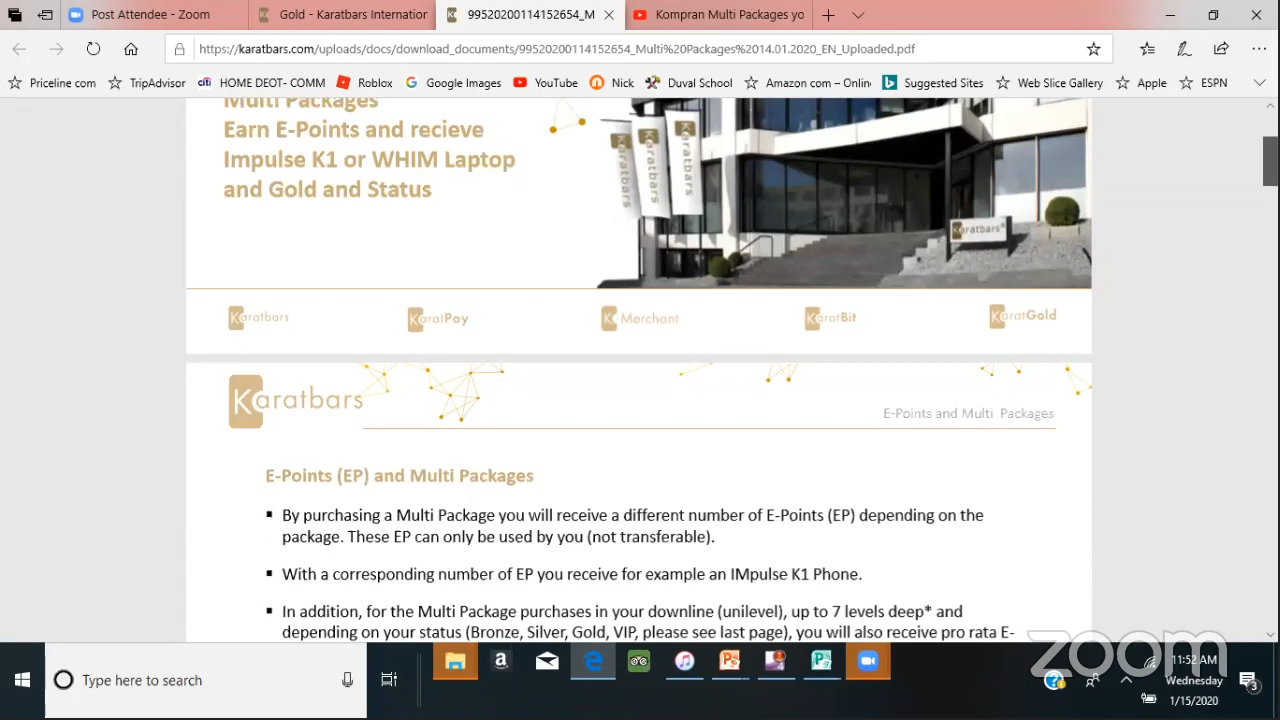 Post Attendee - Zoom
Gold - Karatbars Internation
99520200114152654_M
Kompran Multi Packages yo
https://karatbars.com/uploads/docs/download_documents/99520200114152654_Multi%20Packages%2014.01.2020_EN_Uploaded.pdf
Priceline com TripAdvisor HOME DEOT- COMM Roblox Google Images YouTube Nick Duval School Amazon.com – Onlin Suggested Sites Web Slice Gallery Apple ESPN
Multi Packages
Earn E-Points and recieve
Impulse K1 or WHIM Laptop
and Gold and Status
Karatbars
Karatbars
Karatbars
Karatbars
Karatbars
KaratPay
K-Merchant
KaratBit
KaratGold
Karatbars
E-Points and Multi Packages
E-Points (EP) and Multi Packages
▪ By purchasing a Multi Package you will receive a different number of E-Points (EP) depending on the
package. These EP can only be used by you (not transferable).
▪ With a corresponding number of EP you receive for example an IMpulse K1 Phone.
▪ In addition, for the Multi Package purchases in your downline (unilevel), up to 7 levels deep* and
depending on your status (Bronze, Silver, Gold, VIP, please see last page), you will also receive pro rata E-
zoom
Type here to search
11:52 AM
Wednesday
1/15/2020
3